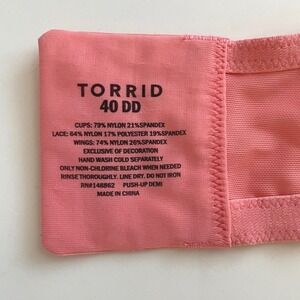 TORRID
40 DD
CUPS: 79% NYLON 21%SPANDEX
LACE: 64% NYLON 17% POLYESTER 19%SPANDEX
WINGS: 74% NYLON 26%SPANDEX
EXCLUSIVE OF DECORATION
HAND WASH COLD SEPARATELY
ONLY NON-CHLORINE BLEACH WHEN NEEDED
RINSE THOROUGHLY. LINE DRY. DO NOT IRON
RN#148862 PUSH-UP DEMI
MADE IN CHINA